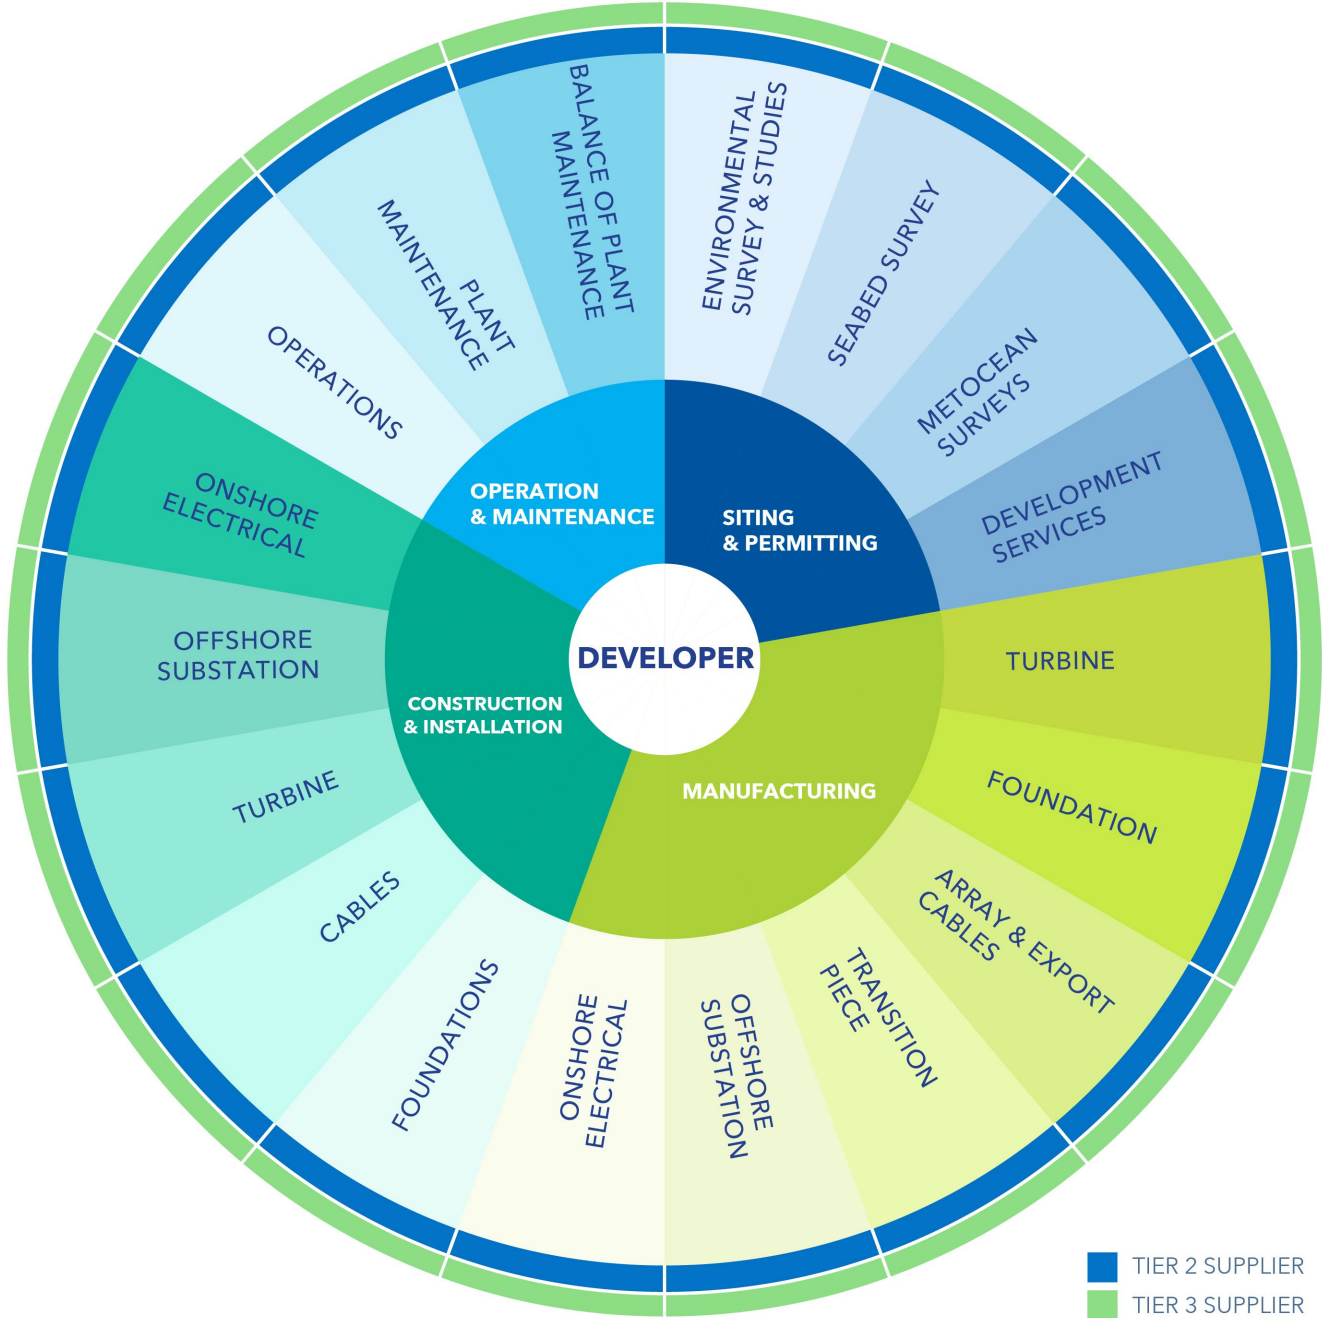 DEVELOPER
SITING
& PERMITTING
ENVIRONMENTAL
SURVEY & STUDIES
SEABED SURVEY
METOCEAN
SURVEYS
DEVELOPMENT
SERVICES
MANUFACTURING
TURBINE
FOUNDATION
ARRAY & EXPORT
CABLES
TRANSITION
PIECE
OFFSHORE
SUBSTATION
ONSHORE
ELECTRICAL
CONSTRUCTION
& INSTALLATION
FOUNDATIONS
CABLES
TURBINE
OFFSHORE
SUBSTATION
ONSHORE
ELECTRICAL
OPERATION
& MAINTENANCE
OPERATIONS
PLANT
MAINTENANCE
BALANCE OF PLANT
MAINTENANCE
TIER 2 SUPPLIER
TIER 3 SUPPLIER